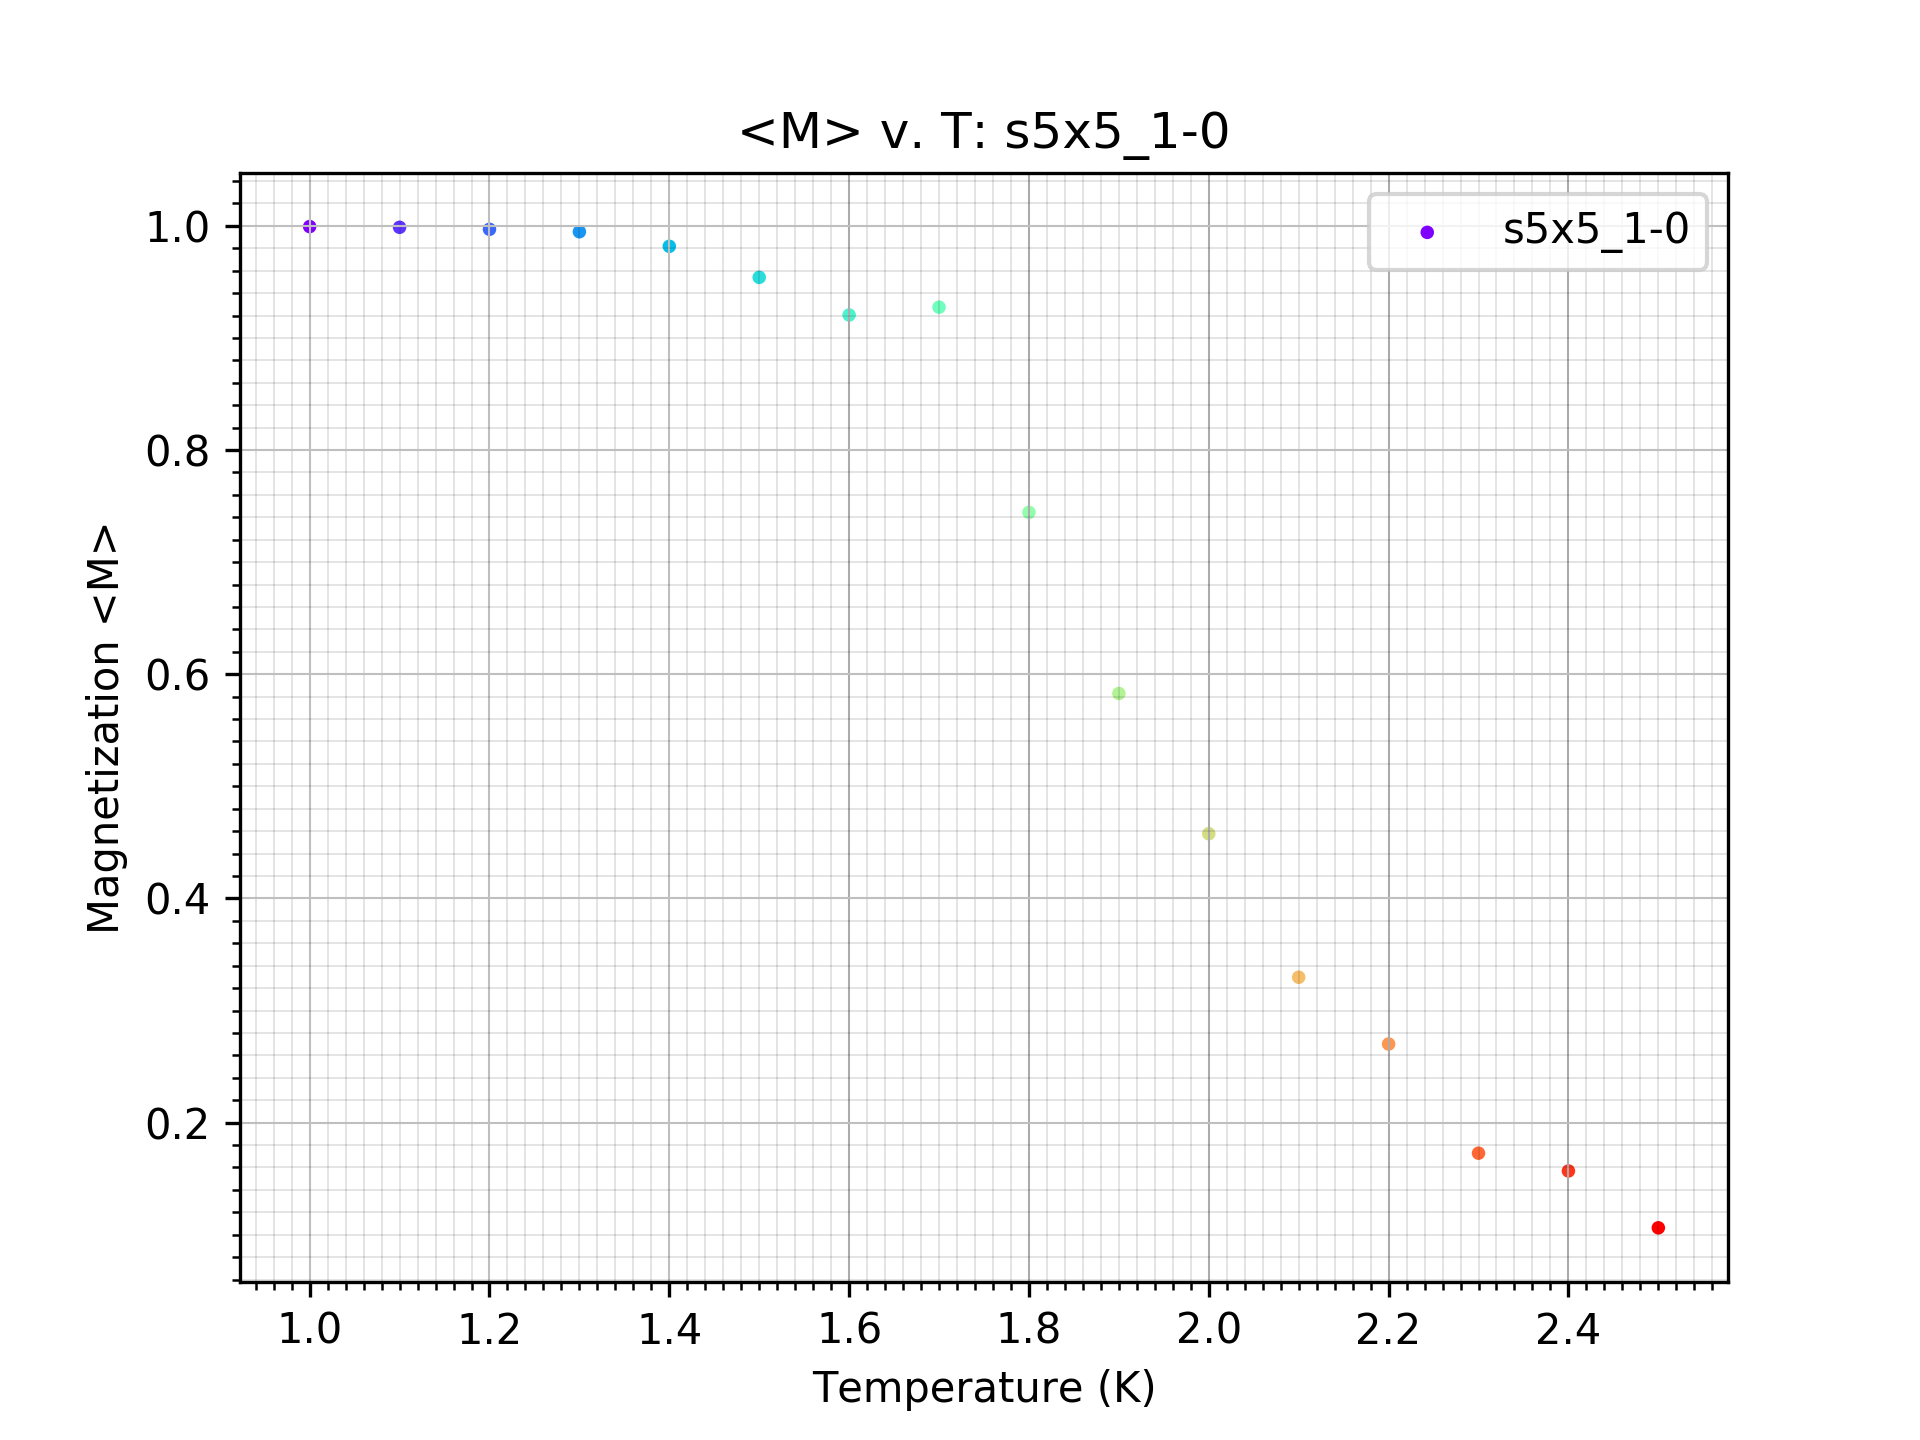 <M> v. T: s5x5_1-0
s5x5_1-0
Magnetization <M>
1.0
0.8
0.6
0.4
0.2
1.0 1.2 1.4 1.6 1.8 2.0 2.2 2.4
Temperature (K)